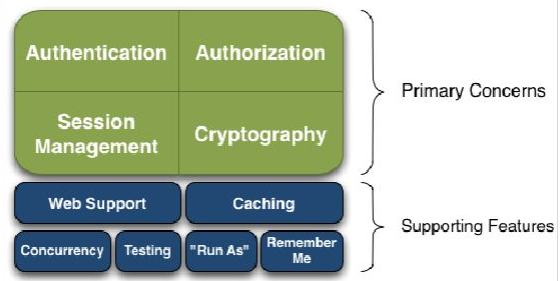 Authentication
Authorization
Primary Concerns
Session
Management
Cryptography
Web Support
Caching
Supporting Features
Concurrency
Testing
"Run As"
Remember
Me